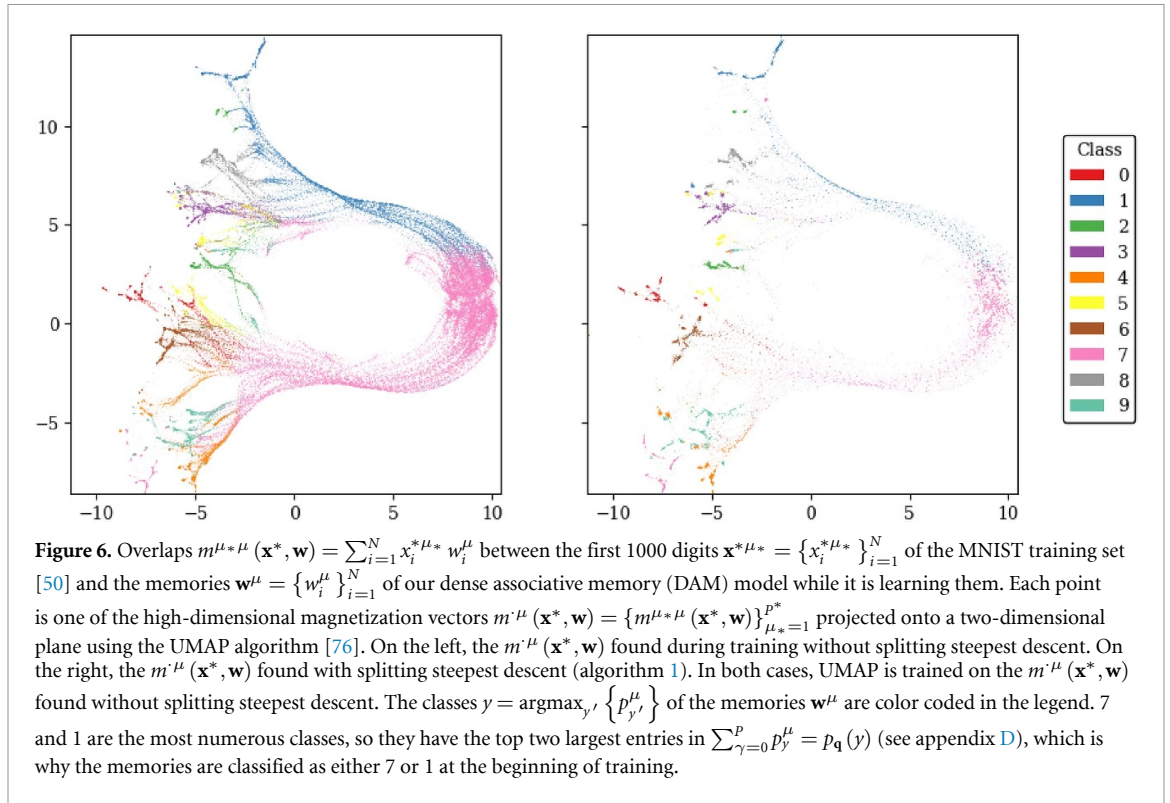 10
5
0
−5
−10
−5
0
5
10
−10
−5
0
5
10
Class
0
1
2
3
4
5
6
7
8
9
Figure 6. Overlaps m^{μ∗μ} (x∗, w) = ∑_{i=1}^{N} x_i^{∗μ∗} w_i^μ between the first 1000 digits x^{∗μ∗} = {x_i^{∗μ∗}}_{i=1}^{N} of the MNIST training set
[50] and the memories w^μ = {w_i^μ}_{i=1}^{N} of our dense associative memory (DAM) model while it is learning them. Each point
is one of the high-dimensional magnetization vectors m^{·μ} (x∗, w) = {m^{μ∗μ} (x∗, w)}_{μ∗=1}^{P∗} projected onto a two-dimensional
plane using the UMAP algorithm [76]. On the left, the m^{·μ} (x∗, w) found during training without splitting steepest descent. On
the right, the m^{·μ} (x∗, w) found with splitting steepest descent (algorithm 1). In both cases, UMAP is trained on the m^{·μ} (x∗, w)
found without splitting steepest descent. The classes y = argmax_{y′} {p_{y′}^μ} of the memories w^μ are color coded in the legend. 7
and 1 are the most numerous classes, so they have the top two largest entries in ∑_{γ=0}^{P} p_y^μ = p_q (y) (see appendix D), which is
why the memories are classified as either 7 or 1 at the beginning of training.